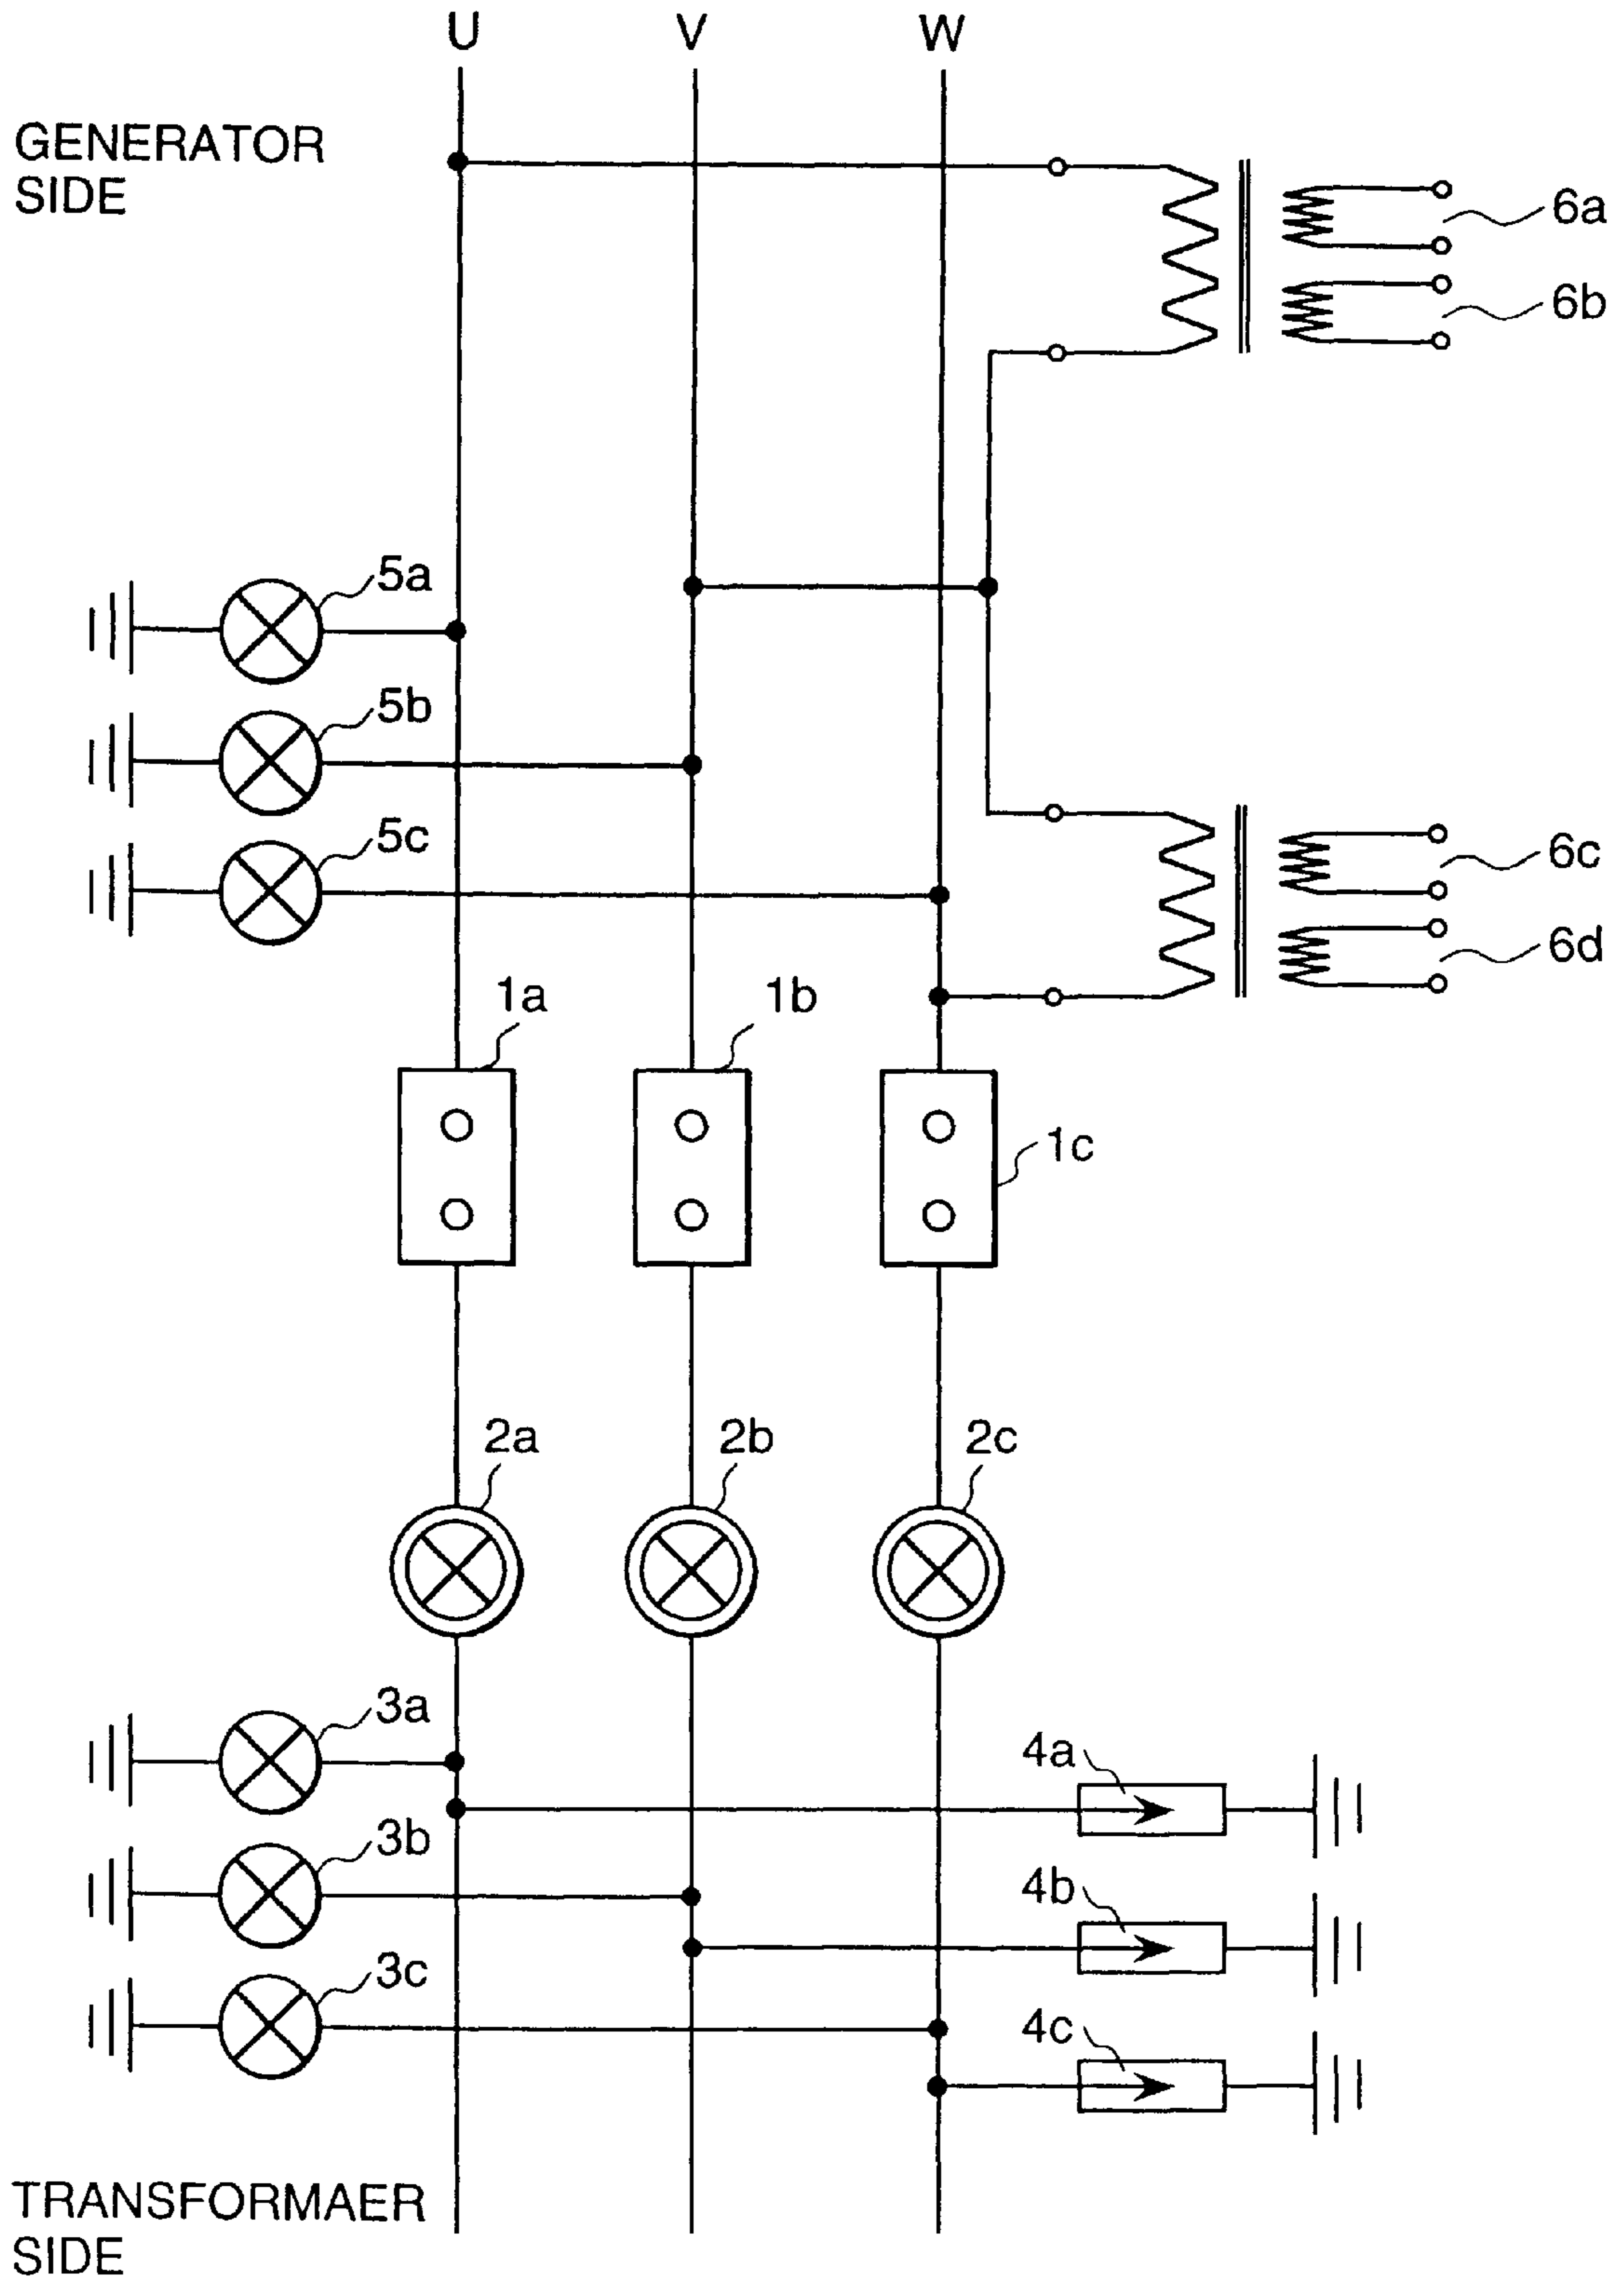 U
V
W
GENERATOR
SIDE
6a
6b
5a
5b
5c
6c
6d
1a
1b
1c
2a
2b
2c
3a
4a
3b
4b
3c
4c
TRANSFORMAER
SIDE